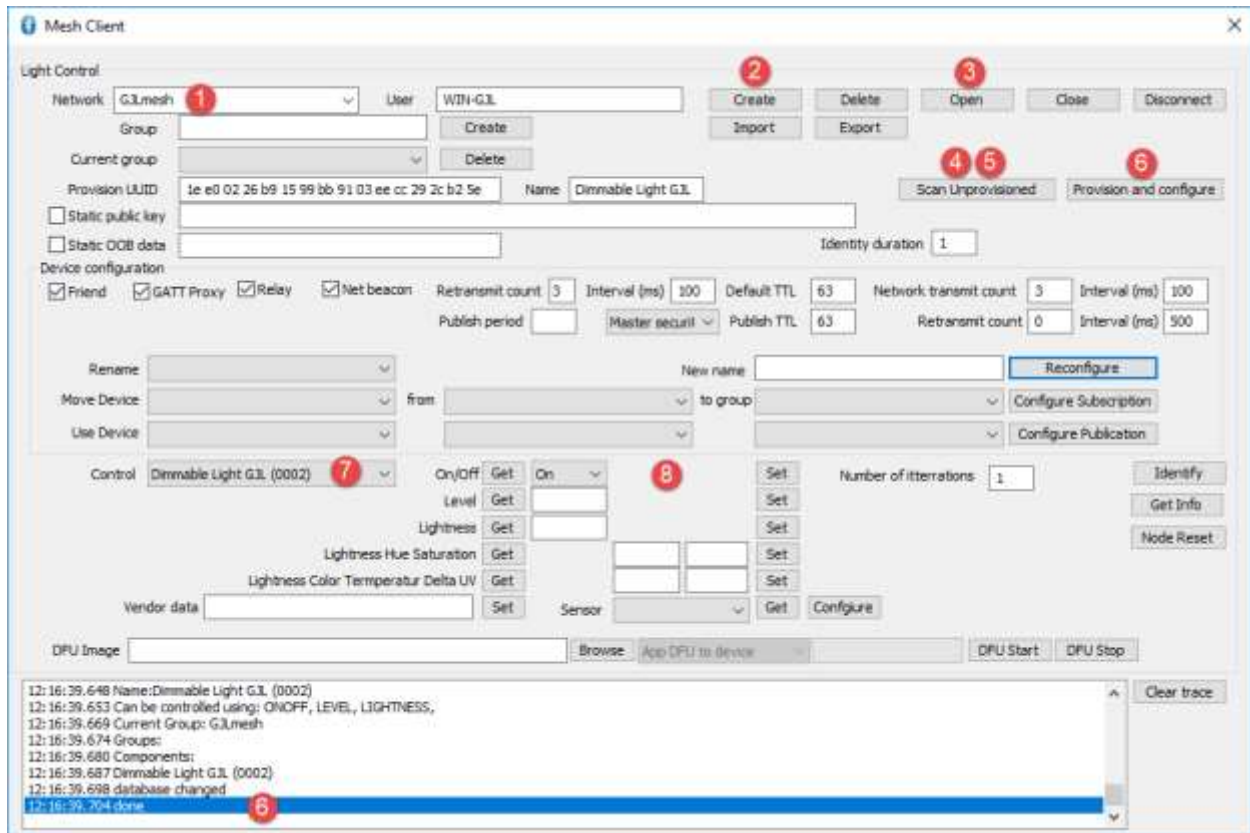 Mesh Client
Light Control
2 3
Network GJLmesh 1 User WIN-GJL Create Delete Open Close Disconnect
Group Create Import Export
Current group Delete 4 5 6
Provision UUID 1e e0 02 26 b9 15 99 bb 91 03 ee cc 29 2c b2 5e Name Dimmable Light GJL Scan Unprovisioned Provision and configure
Static public key
Static OOB data Identity duration 1
Device configuration
Friend GATT Proxy Relay Net beacon Retransmit count 3 Interval (ms) 100 Default TTL 63 Network transmit count 3 Interval (ms) 100
Publish period Master securit Publish TTL 63 Retransmit count 0 Interval (ms) 500
Rename New name Reconfigure
Move Device from to group Configure Subscription
Use Device Configure Publication
Control Dimmable Light GJL (0002) 7 On/Off Get On 8 Set Number of itterrations 1 Identify
Level Get Set Get Info
Lightness Get Set Node Reset
Lightness Hue Saturation Get Set
Lightness Color Termperatur Delta UV Get Set
Vendor data Set Sensor Get Confgiure
DFU Image Browse App DFU to device DFU Start DFU Stop
12:16:39.648 Name:Dimmable Light GJL (0002) Clear trace
12:16:39.653 Can be controlled using: ONOFF, LEVEL, LIGHTNESS,
12:16:39.669 Current Group: GJLmesh
12:16:39.674 Groups:
12:16:39.680 Components:
12:16:39.687 Dimmable Light GJL (0002)
12:16:39.698 database changed
12:16:39.704 done 6